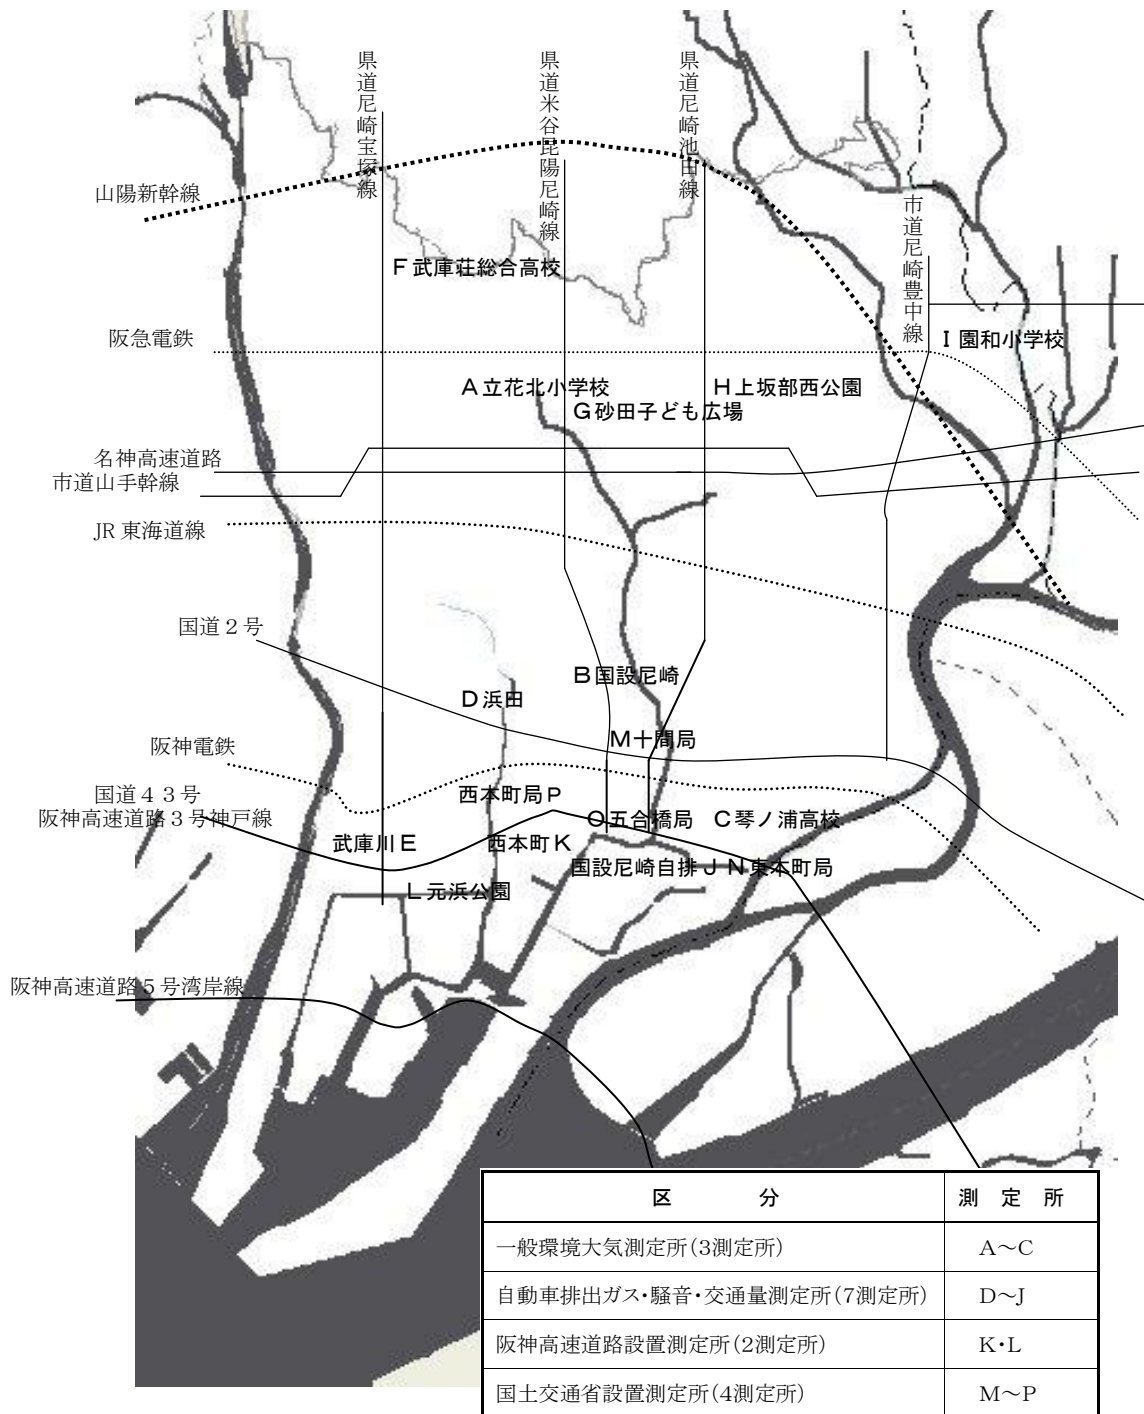 県道尼崎宝塚線
県道米谷昆陽尼崎線
県道尼崎池田線
山陽新幹線
市道尼崎豊中線
F 武庫荘総合高校
阪急電鉄
I 園和小学校
A 立花北小学校
H 上坂部西公園
G 砂田子ども広場
名神高速道路
市道山手幹線
JR 東海道線
国道2号
B 国設尼崎
D 浜田
M 十間局
阪神電鉄
国道43号
西本町局 P
阪神高速道路3号神戸線
O 五合橋局
C 琴ノ浦高校
武庫川 E
西本町 K
国設尼崎自排 J
N 東本町局
L 元浜公園
阪神高速道路5号湾岸線
区 分 測 定 所
一般環境大気測定所(3測定所) A~C
自動車排出ガス・騒音・交通量測定所(7測定所) D~J
阪神高速道路設置測定所(2測定所) K・L
国土交通省設置測定所(4測定所) M~P